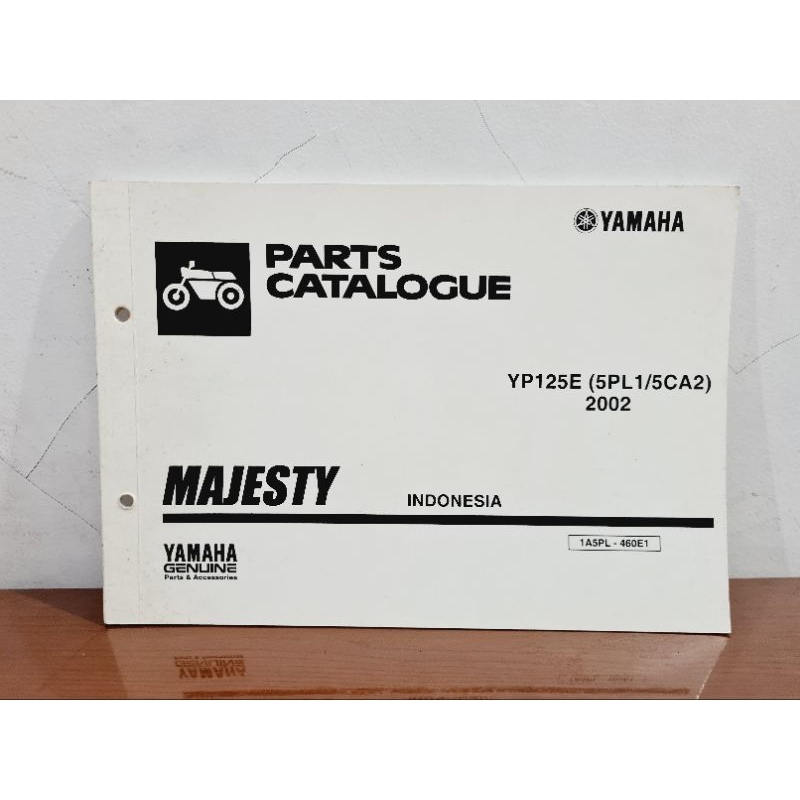 YAMAHA
PARTS
CATALOGUE
YP125E (5PL1/5CA2)
2002
MAJESTY
INDONESIA
1A5PL - 460E1
YAMAHA
GENUINE
Parts & Accessories